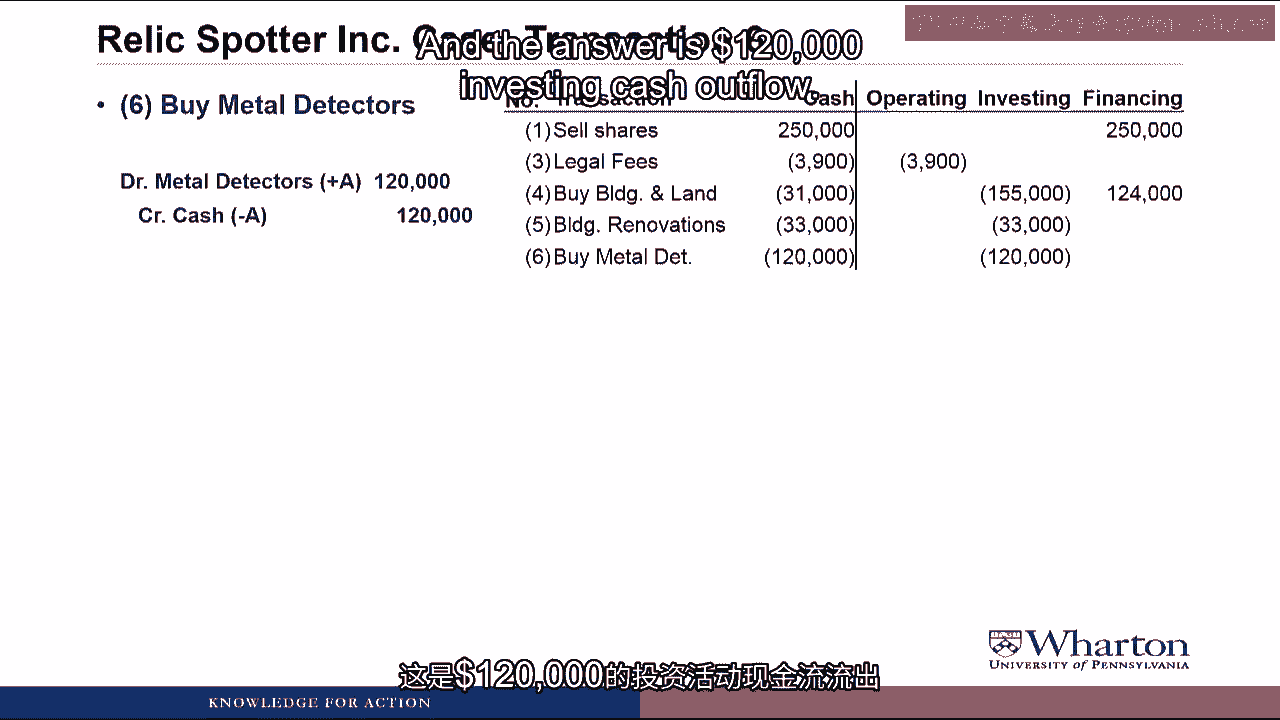 Relic Spotter Inc.
And the answer is $120,000
investing cash outflow.
• (6) Buy Metal Detectors
Dr. Metal Detectors (+A) 120,000
Cr. Cash (-A) 120,000
No. Transaction Cash Operating Investing Financing
(1) Sell shares 250,000 250,000
(3) Legal Fees (3,900) (3,900)
(4) Buy Bldg. & Land (31,000) (155,000) 124,000
(5) Bldg. Renovations (33,000) (33,000)
(6) Buy Metal Det. (120,000) (120,000)
Wharton
UNIVERSITY of PENNSYLVANIA
这是$120,000的投资活动现金流流出
KNOWLEDGE FOR ACTION